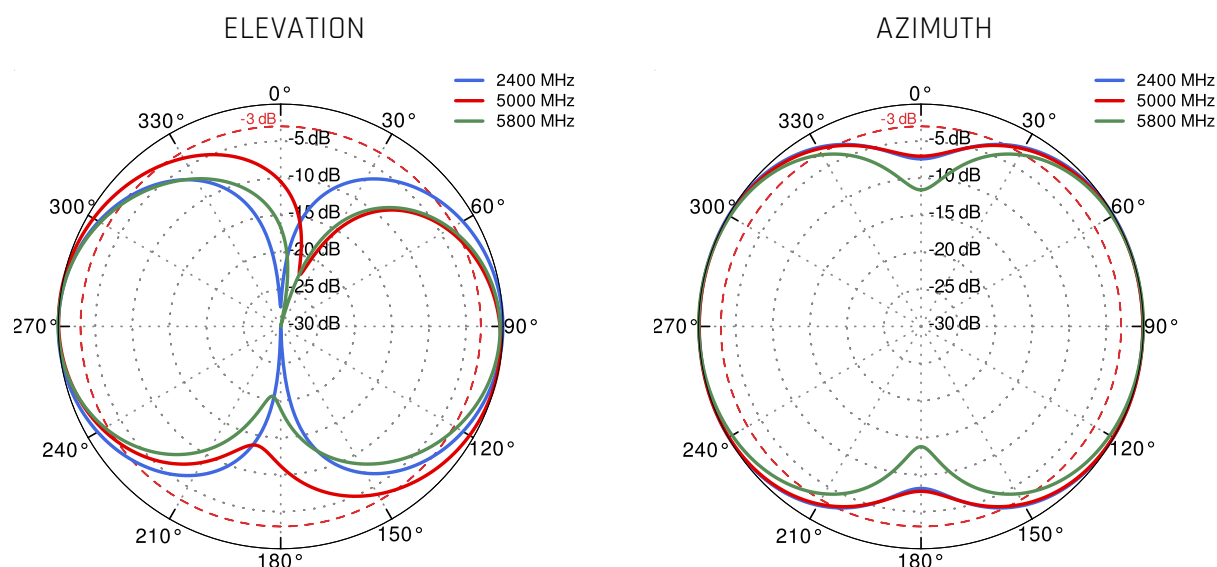 ELEVATION
2400 MHz
5000 MHz
5800 MHz
0°
30°
60°
90°
120°
150°
180°
210°
240°
270°
300°
330°
-3 dB
-5 dB
-10 dB
-15 dB
-20 dB
-25 dB
-30 dB
AZIMUTH
2400 MHz
5000 MHz
5800 MHz
0°
30°
60°
90°
120°
150°
180°
210°
240°
270°
300°
330°
-3 dB
-5 dB
-10 dB
-15 dB
-20 dB
-25 dB
-30 dB